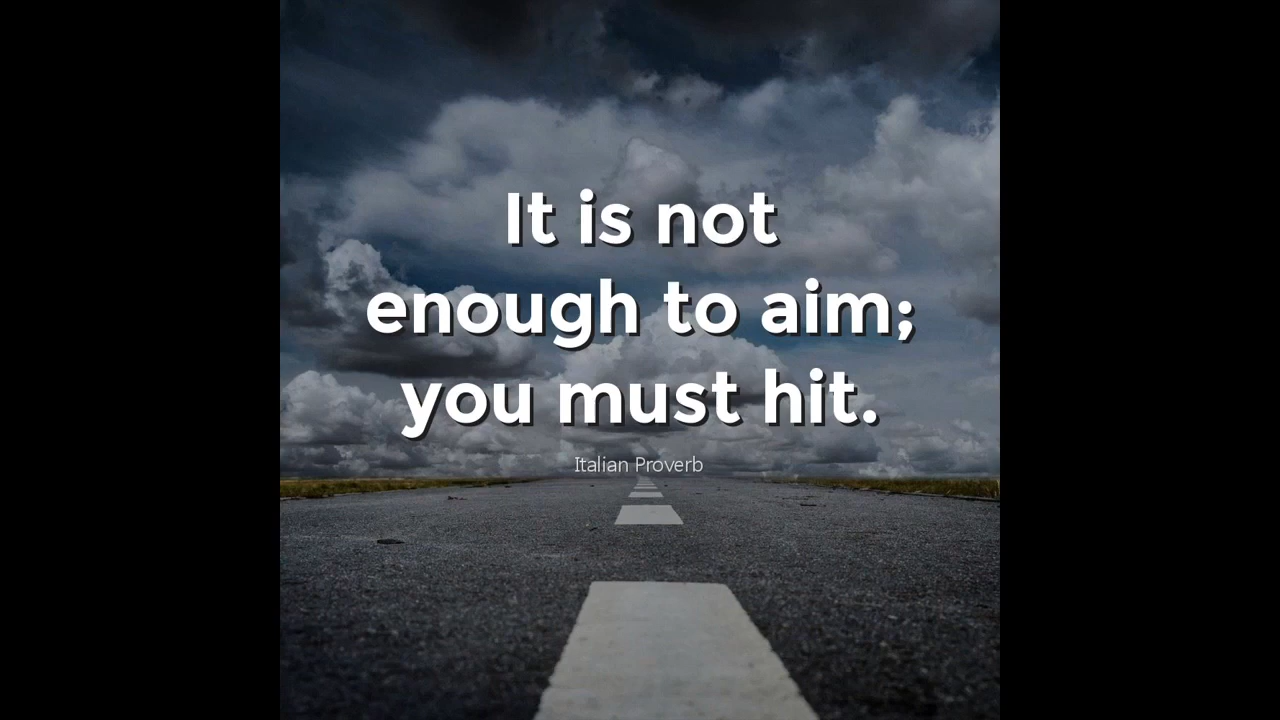 It is not
enough to aim;
you must hit.
Italian Proverb